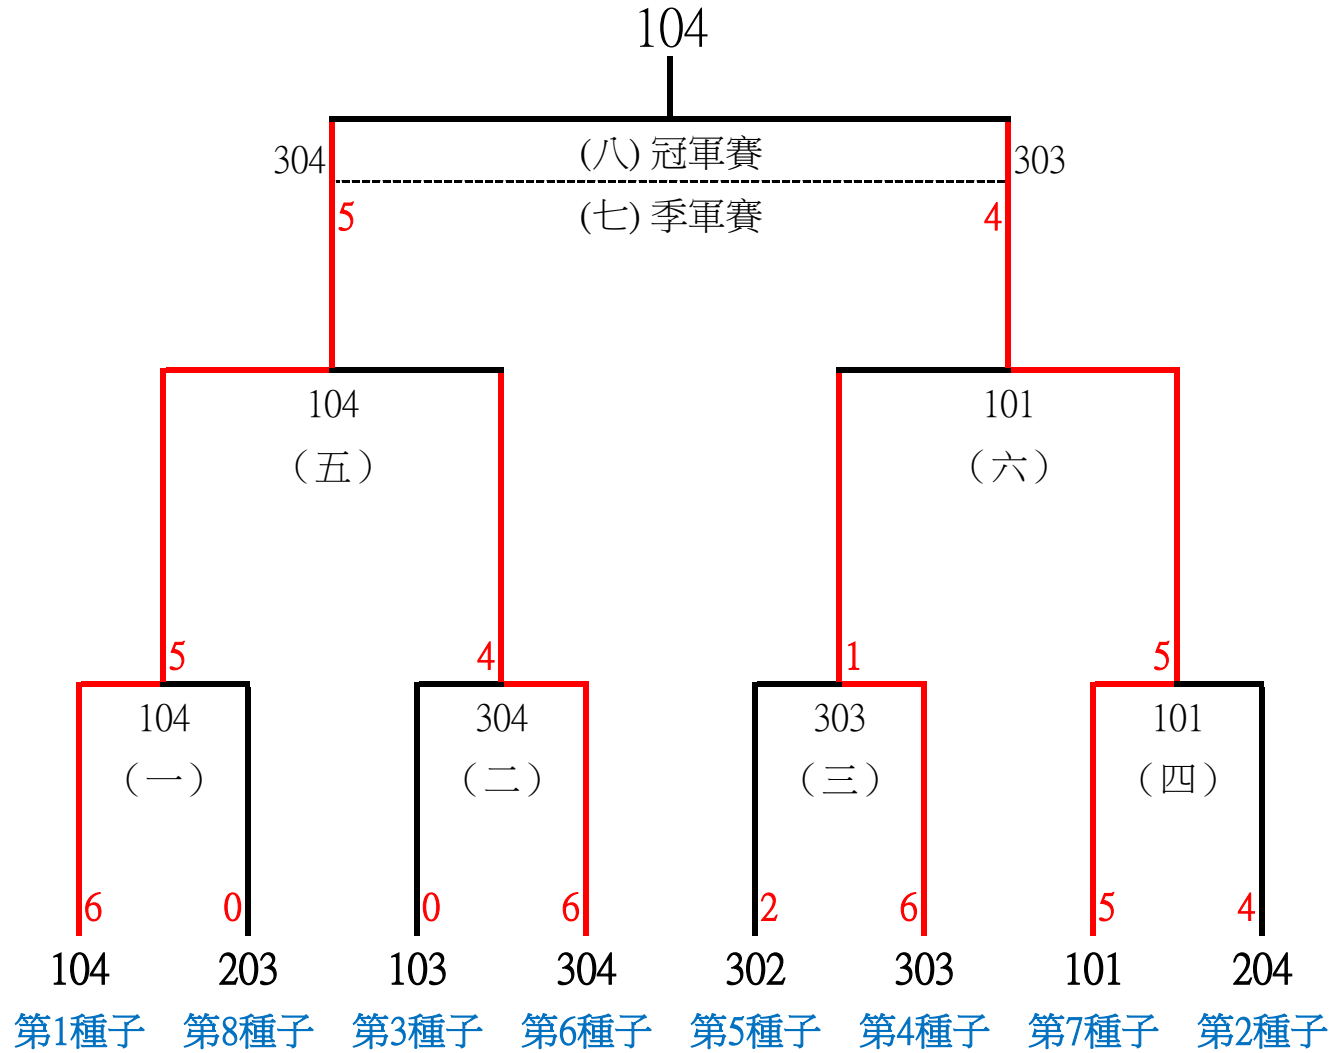 104
304 (八) 冠軍賽 303
5 (七) 季軍賽 4
104 101
（五） （六）
5 4 1 5
104 304 303 101
（一） （二） （三） （四）
6 0 0 6 2 6 5 4
104 203 103 304 302 303 101 204
第1種子 第8種子 第3種子 第6種子 第5種子 第4種子 第7種子 第2種子